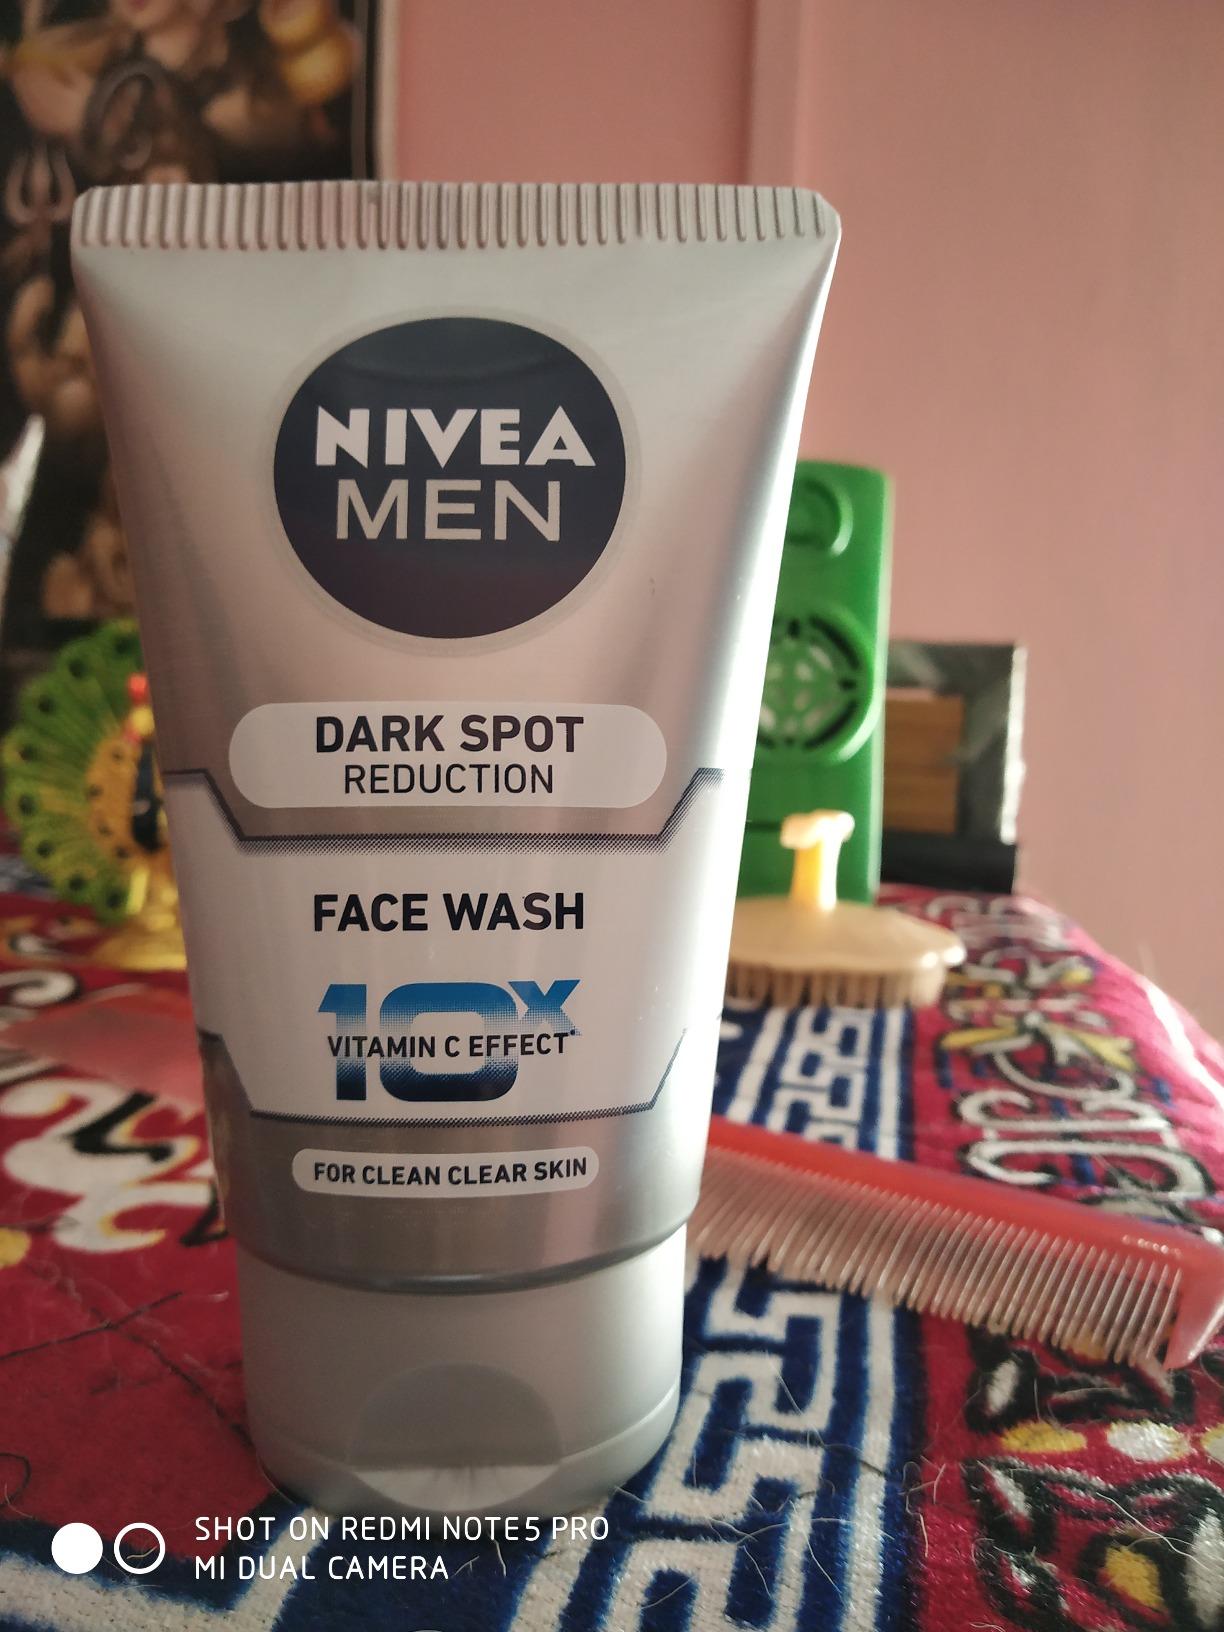 NIVEA
MEN
DARK SPOT
REDUCTION
FACE WASH
10X
VITAMIN C EFFECT*
FOR CLEAN CLEAR SKIN
SHOT ON REDMI NOTE5 PRO
MI DUAL CAMERA